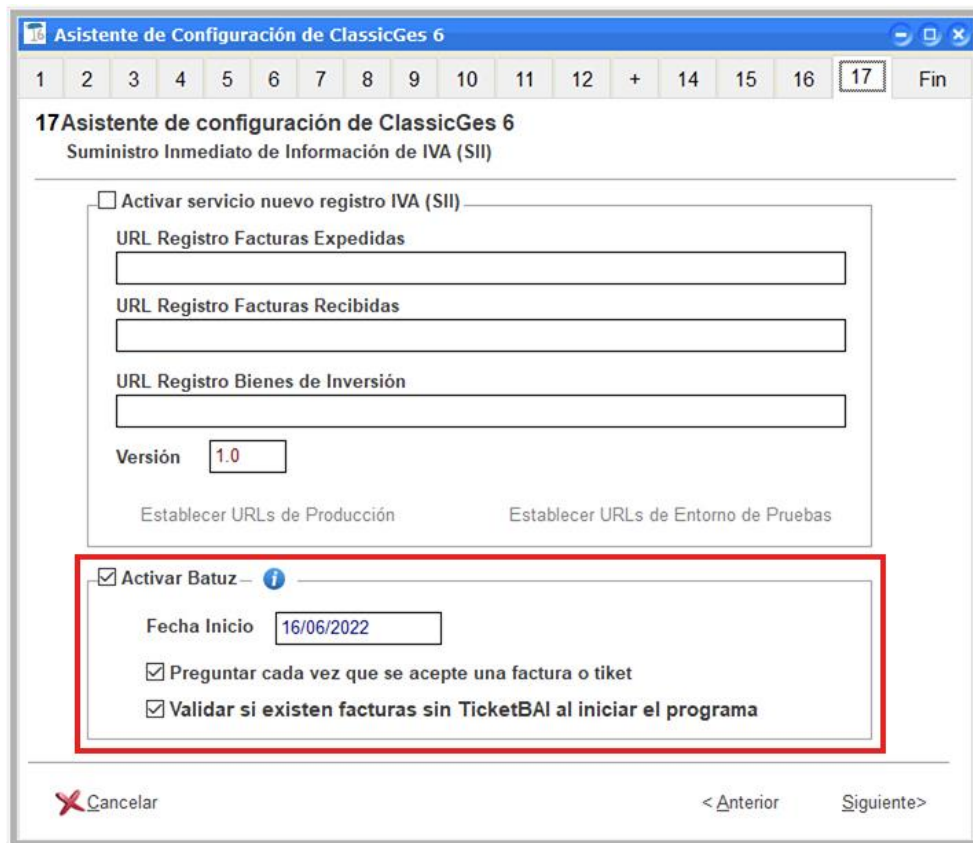 Asistente de Configuración de ClassicGes 6
1 2 3 4 5 6 7 8 9 10 11 12 + 14 15 16 17 Fin
17 Asistente de configuración de ClassicGes 6
Suministro Inmediato de Información de IVA (SII)
Activar servicio nuevo registro IVA (SII)
URL Registro Facturas Expedidas
URL Registro Facturas Recibidas
URL Registro Bienes de Inversión
Versión 1.0
Establecer URLs de Producción Establecer URLs de Entorno de Pruebas
Activar Batuz
Fecha Inicio 16/06/2022
Preguntar cada vez que se acepte una factura o tiket
Validar si existen facturas sin TicketBAI al iniciar el programa
Cancelar < Anterior Siguiente>